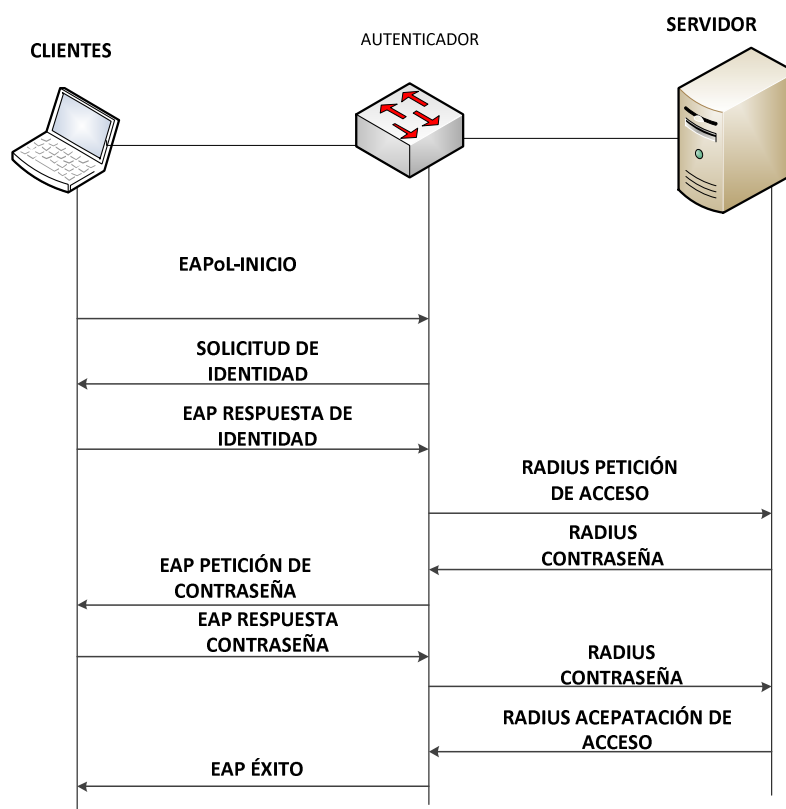 CLIENTES
AUTENTICADOR
SERVIDOR
EAPoL-INICIO
SOLICITUD DE
IDENTIDAD
EAP RESPUESTA DE
IDENTIDAD
RADIUS PETICIÓN
DE ACCESO
RADIUS
CONTRASEÑA
EAP PETICIÓN DE
CONTRASEÑA
EAP RESPUESTA
CONTRASEÑA
RADIUS
CONTRASEÑA
RADIUS ACEPATACIÓN DE
ACCESO
EAP ÉXITO